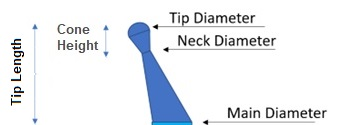 Tip Diameter
Cone
Height
Neck Diameter
Tip Length
Main Diameter